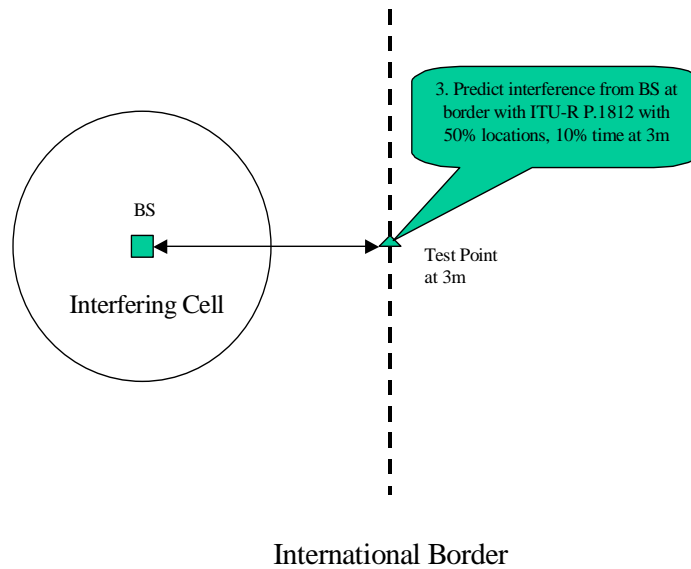 3. Predict interference from BS at
border with ITU-R P.1812 with
50% locations, 10% time at 3m
BS
Test Point
at 3m
Interfering Cell
International Border